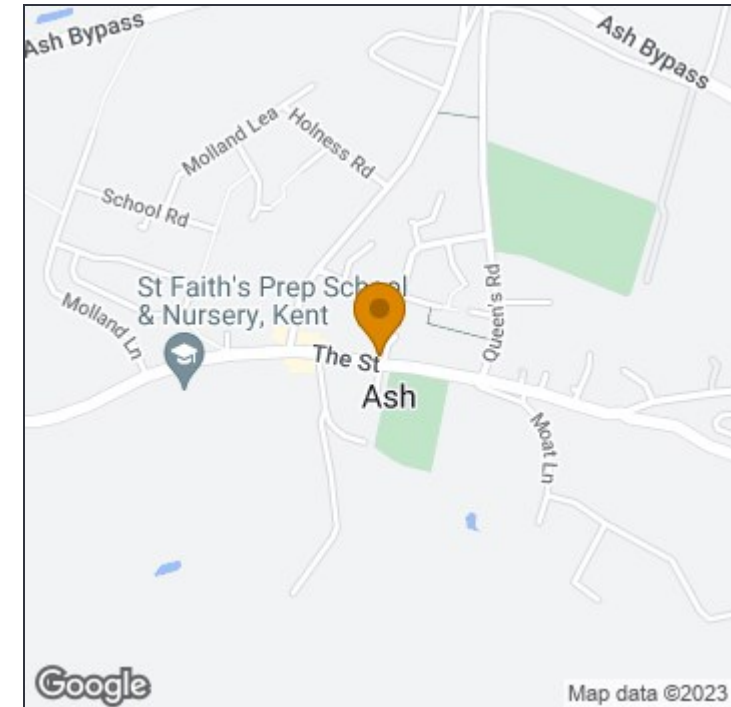 Ash Bypass
Ash Bypass
Molland Lea
Holness Rd
School Rd
St Faith's Prep School
& Nursery, Kent
Molland Ln
Queen's Rd
The St
Ash
Moat Ln
Google
Map data ©2023